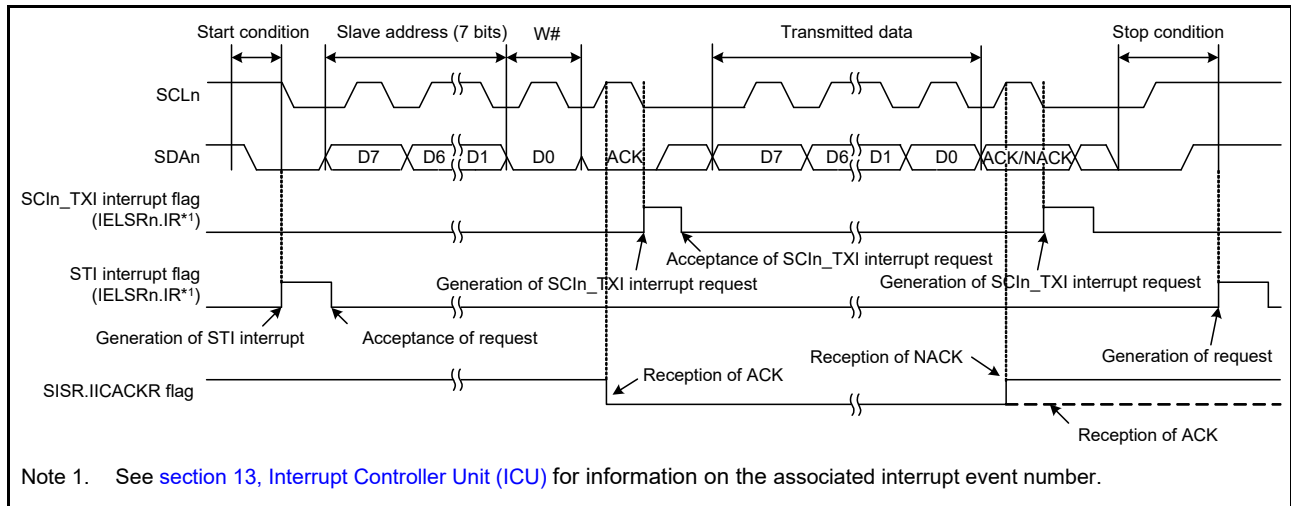 Start condition Slave address (7 bits) W# Transmitted data Stop condition
SCLn
SDAn D7 D6 D1 D0 ACK D7 D6 D1 D0 ACK/NACK
SCIn_TXI interrupt flag
(IELSRn.IR*1)
Acceptance of SCIn_TXI interrupt request
Generation of SCIn_TXI interrupt request Generation of SCIn_TXI interrupt request
STI interrupt flag
(IELSRn.IR*1)
Generation of STI interrupt Acceptance of request Generation of request
Reception of NACK
Reception of ACK
SISR.IICACKR flag
Reception of ACK
Note 1. See section 13, Interrupt Controller Unit (ICU) for information on the associated interrupt event number.